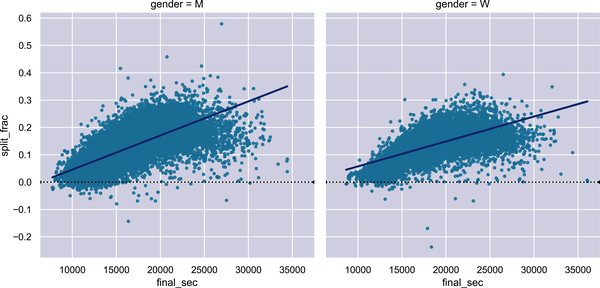 gender = M
gender = W
split_frac
0.6
0.5
0.4
0.3
0.2
0.1
0.0
−0.1
−0.2
10000 15000 20000 25000 30000 35000
10000 15000 20000 25000 30000 35000
final_sec
final_sec